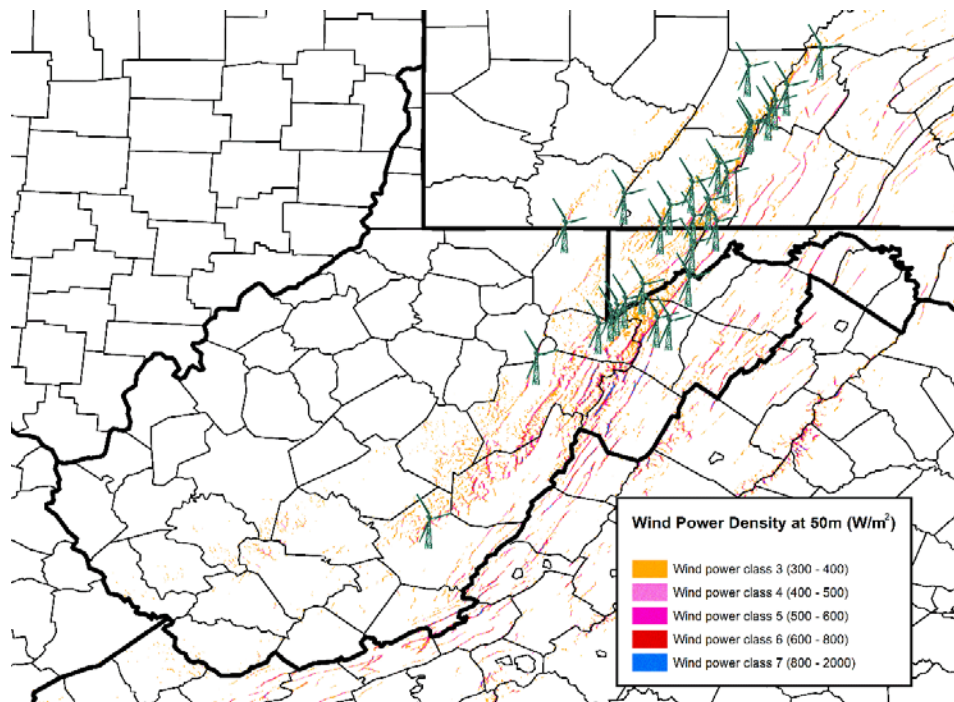 Wind Power Density at 50m (W/m²)
Wind power class 3 (300 - 400)
Wind power class 4 (400 - 500)
Wind power class 5 (500 - 600)
Wind power class 6 (600 - 800)
Wind power class 7 (800 - 2000)